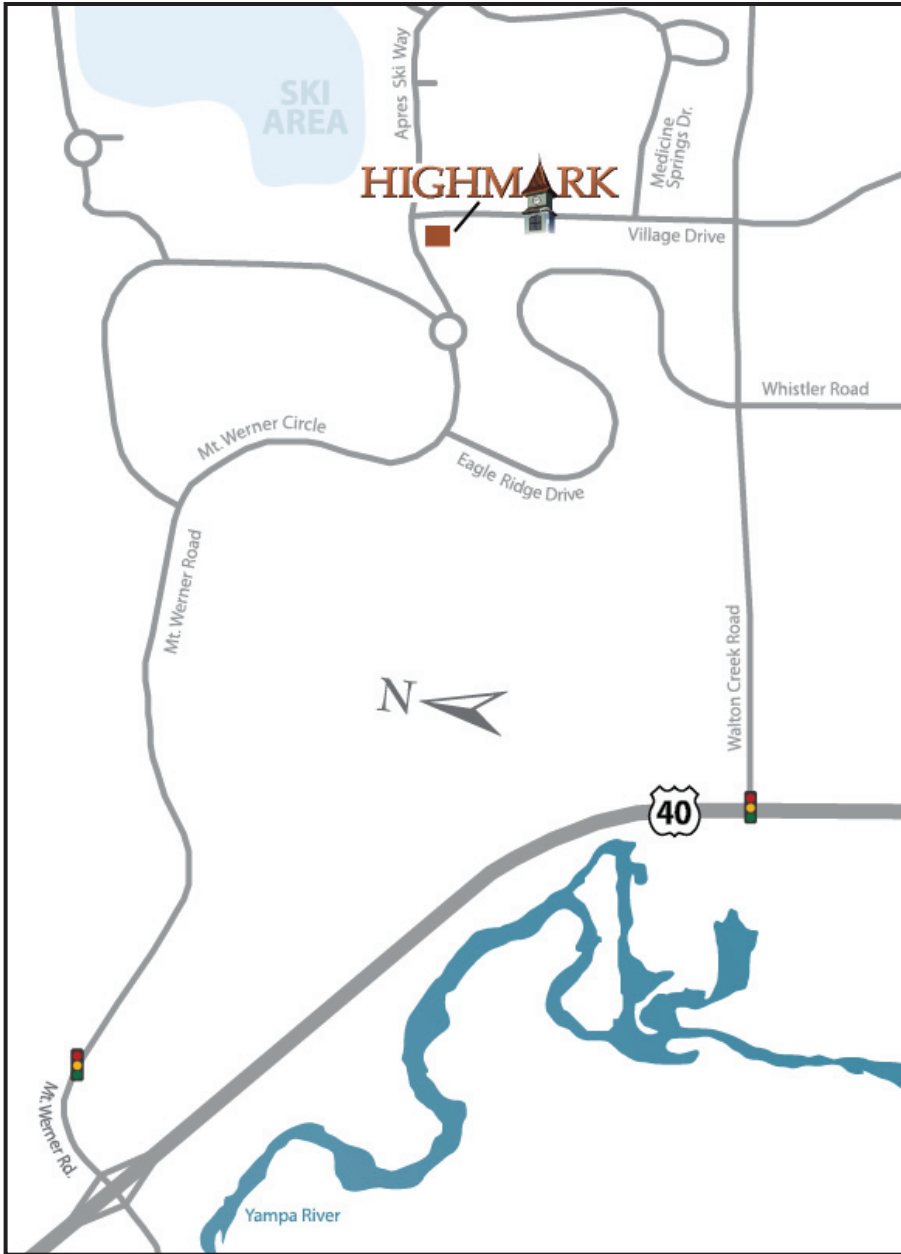 SKI
AREA
Apres Ski Way
Medicine
Springs Dr.
HIGHMARK
Village Drive
Whistler Road
Mt. Werner Circle
Eagle Ridge Drive
Mt. Werner Road
Walton Creek Road
N
40
Mt. Werner Rd.
Yampa River